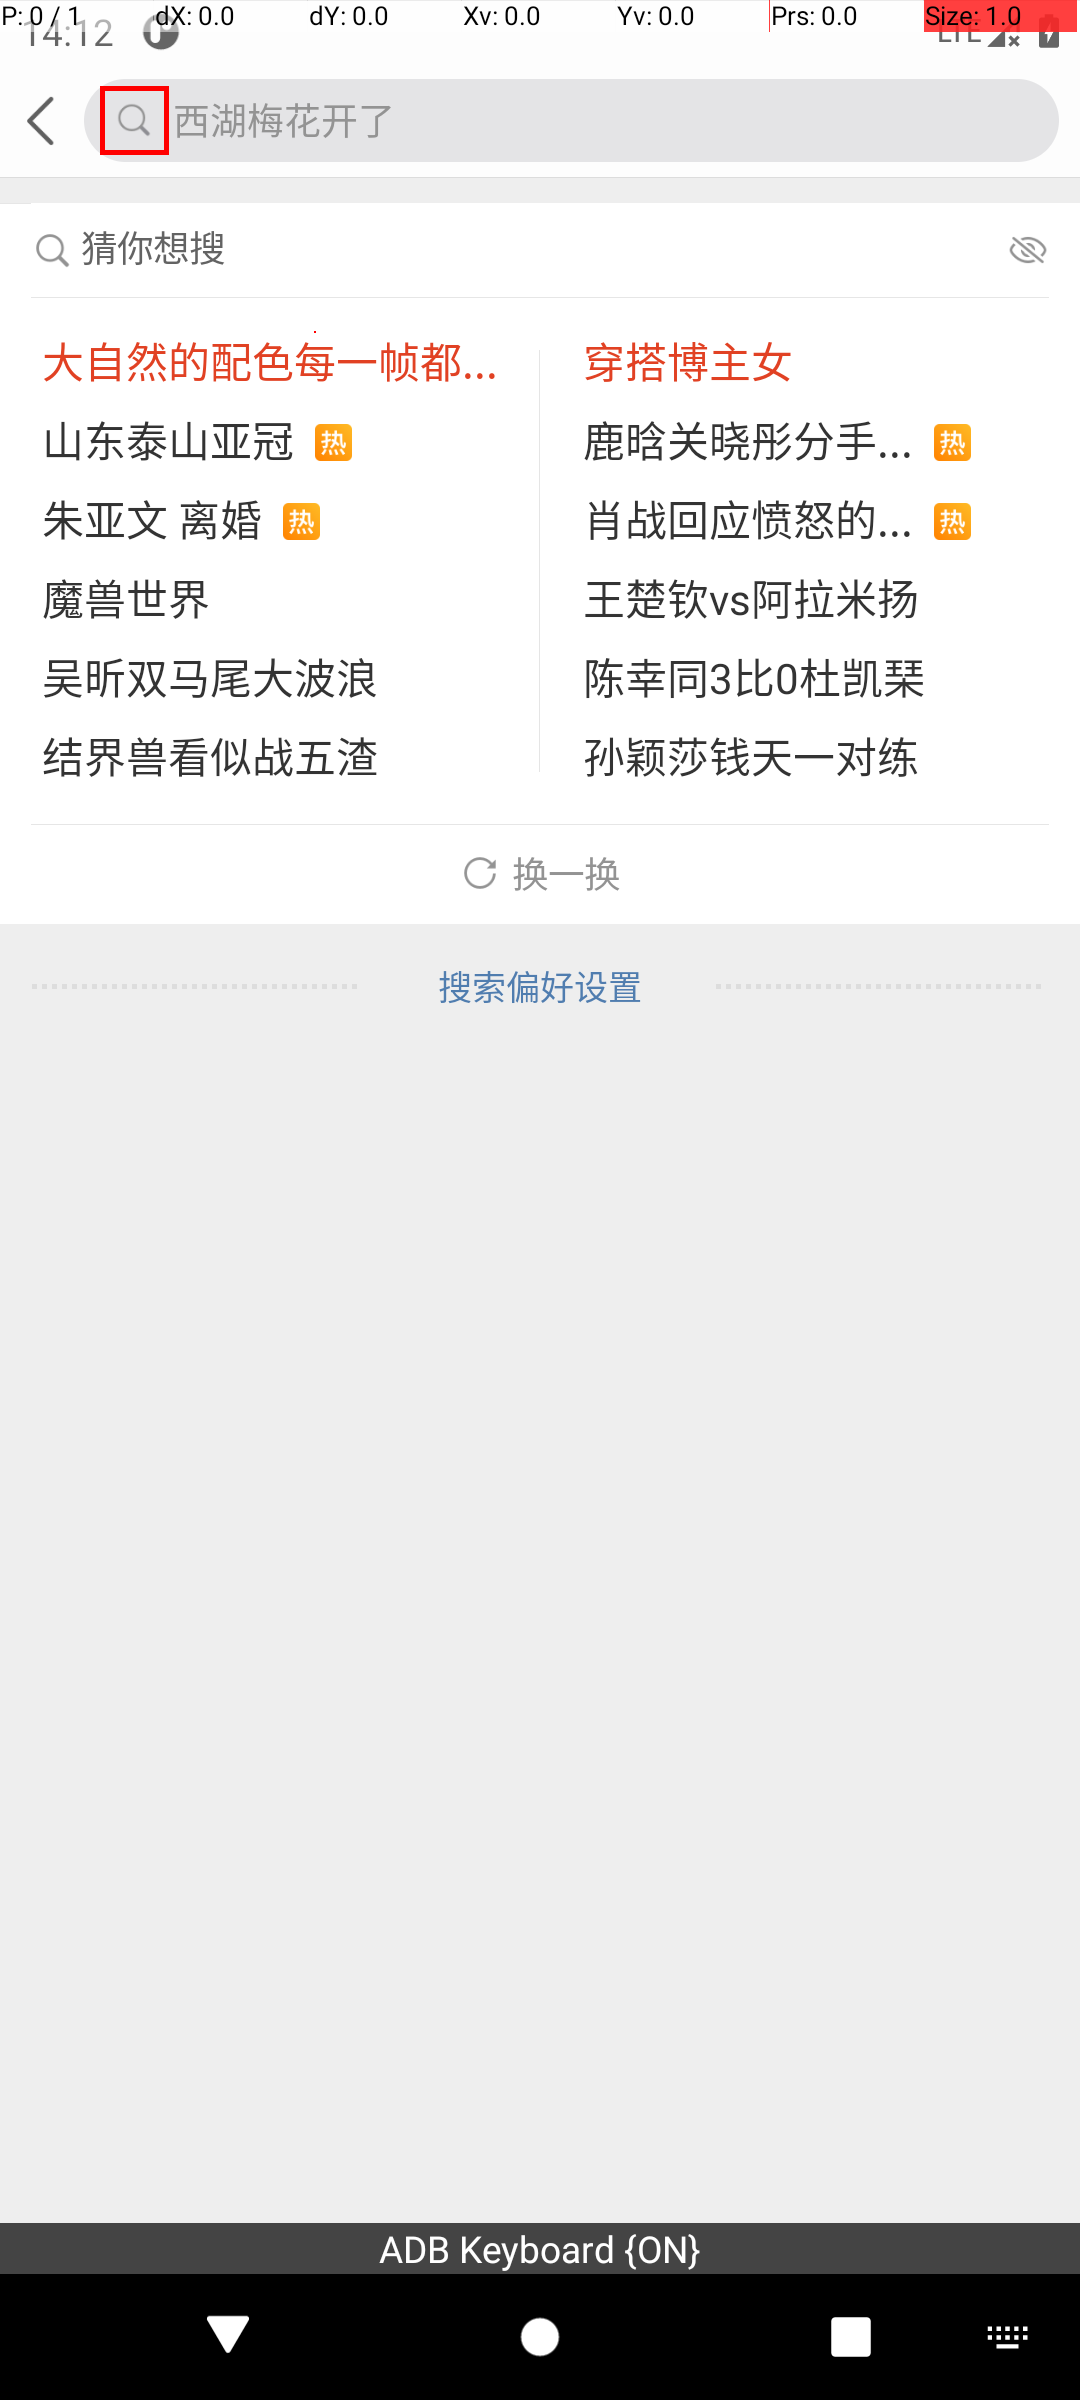 P: 0 / 1 dX: 0.0 dY: 0.0 Xv: 0.0 Yv: 0.0 Prs: 0.0 Size: 1.0
14:12 LTE
西湖梅花开了
猜你想搜
大自然的配色每一帧都... 穿搭博主女
山东泰山亚冠 热 鹿晗关晓彤分手... 热
朱亚文 离婚 热 肖战回应愤怒的... 热
魔兽世界 王楚钦vs阿拉米扬
吴昕双马尾大波浪 陈幸同3比0杜凯琹
结界兽看似战五渣 孙颖莎钱天一对练
换一换
搜索偏好设置
ADB Keyboard {ON}